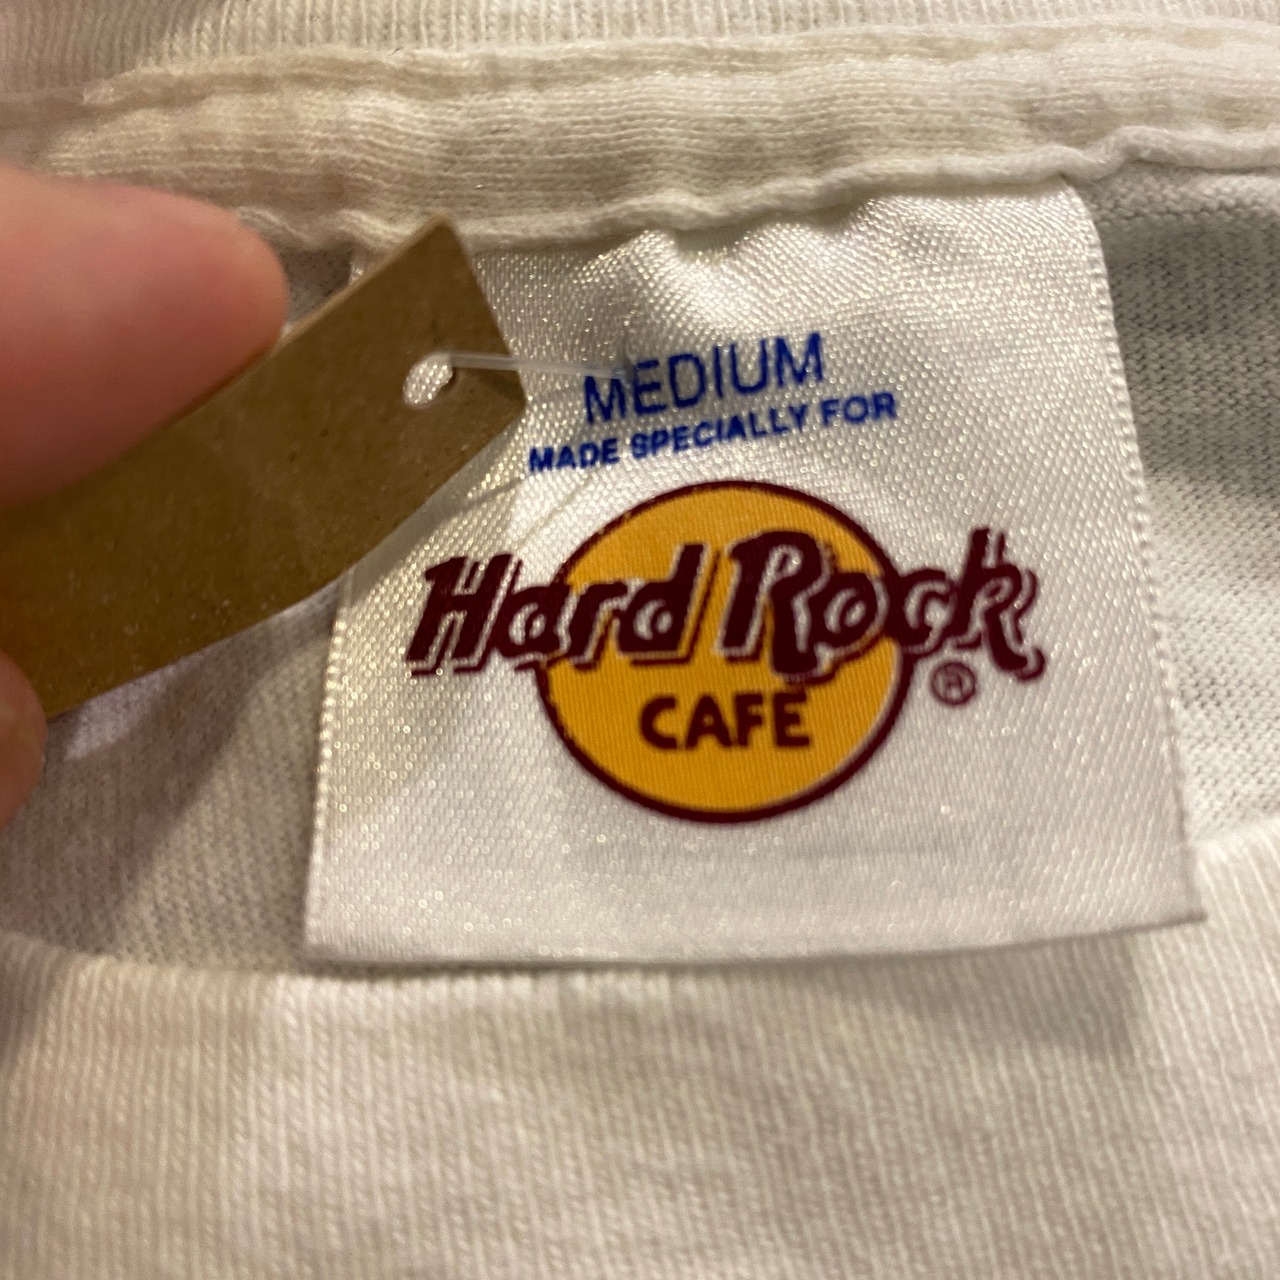 MEDIUM
MADE SPECIALLY FOR
Hard Rock
CAFE
®